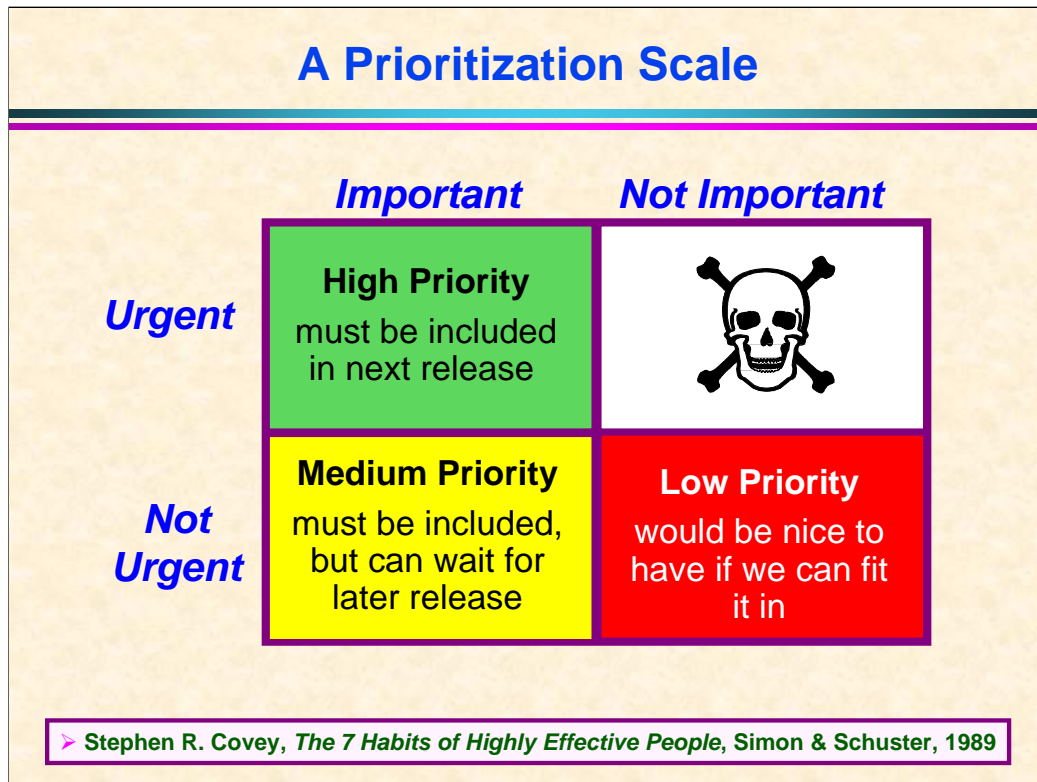 A Prioritization Scale
Important
Not Important
Urgent
High Priority
must be included
in next release
Not
Urgent
Medium Priority
must be included,
but can wait for
later release
Low Priority
would be nice to
have if we can fit
it in
➢ Stephen R. Covey, The 7 Habits of Highly Effective People, Simon & Schuster, 1989